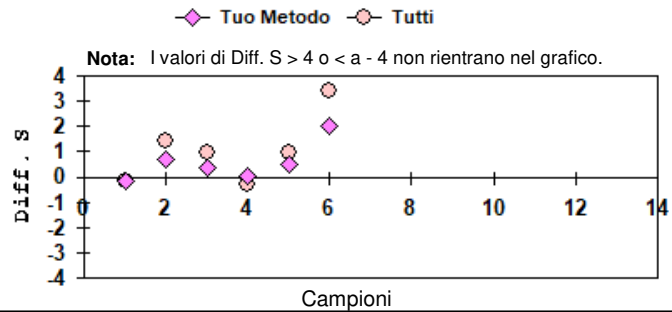 Tuo Metodo Tutti
Nota: I valori di Diff. S > 4 o < a - 4 non rientrano nel grafico.
4
3
2
1
0
-1
-2
-3
-4
Diff. S
0 2 4 6 8 10 12 14
Campioni